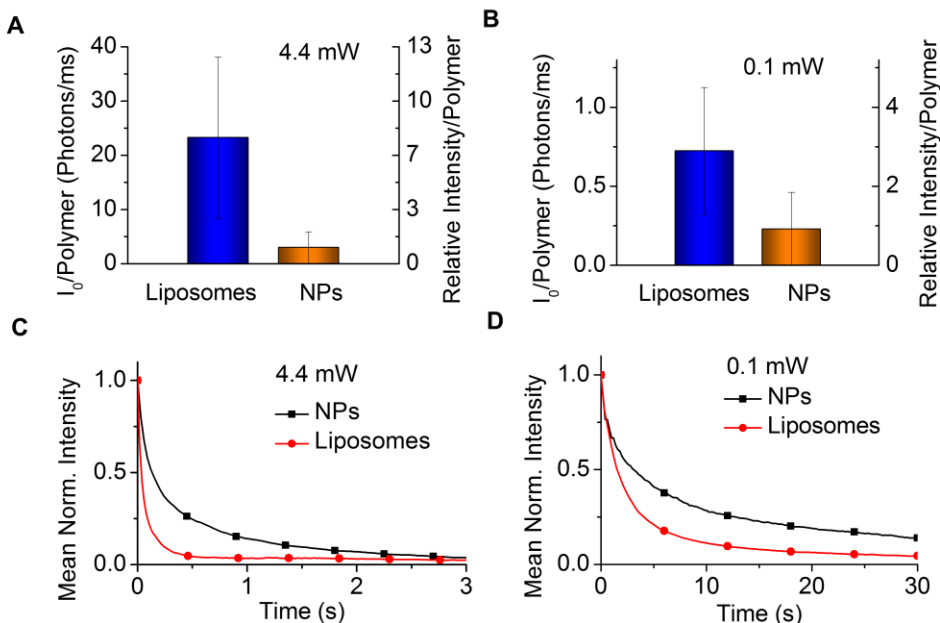 A
4.4 mW
I₀/Polymer (Photons/ms)
40
30
20
10
0
13
10
7
3
0
Relative Intensity/Polymer
Liposomes NPs
B
0.1 mW
I₀/Polymer (Photons/ms)
1.0
0.5
0.0
4
2
0
Relative Intensity/Polymer
Liposomes NPs
C
4.4 mW
NPs
Liposomes
Mean Norm. Intensity
1.0
0.5
0.0
0 1 2 3
Time (s)
D
0.1 mW
NPs
Liposomes
Mean Norm. Intensity
1.0
0.5
0.0
0 10 20 30
Time (s)